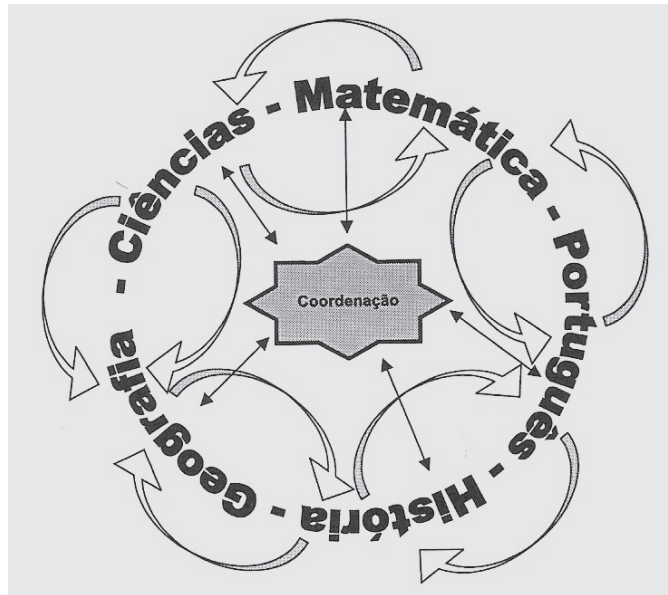 - Ciências - Matemática - Português - História - Geografia
Coordenação